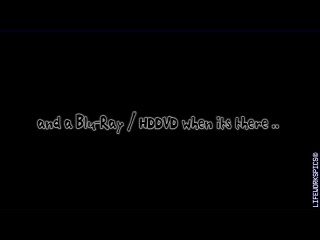 and a Blu-Ray / HDDVD when its there ..
LIFEWORKSPICS®